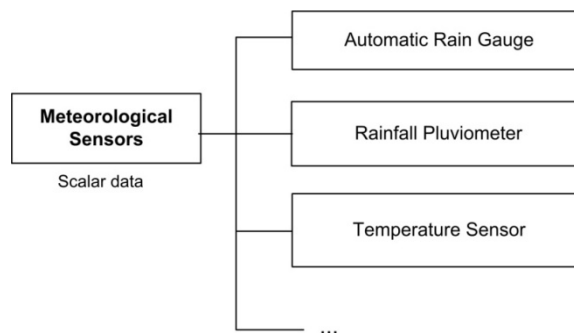 Automatic Rain Gauge
Meteorological
Sensors
Rainfall Pluviometer
Scalar data
Temperature Sensor
...